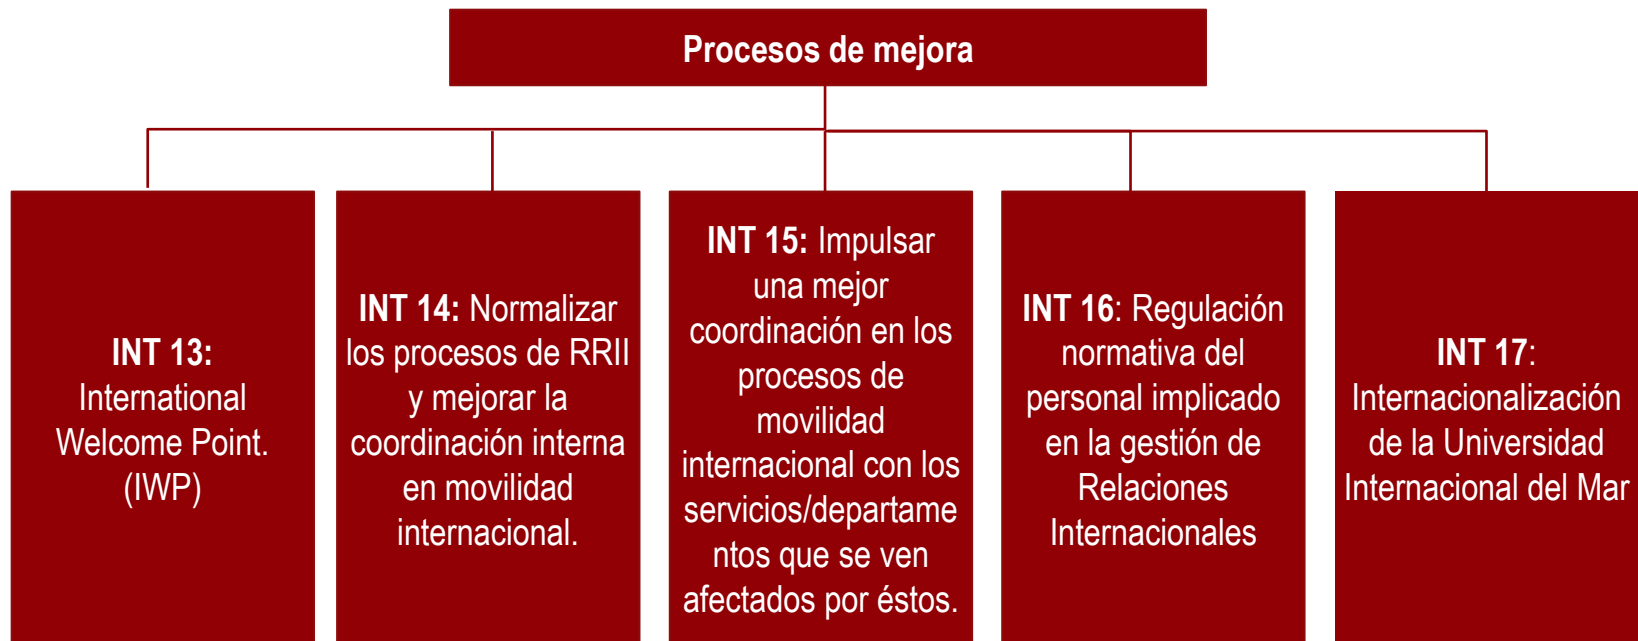 Procesos de mejora
INT 13:
International
Welcome Point.
(IWP)
INT 14: Normalizar
los procesos de RRII
y mejorar la
coordinación interna
en movilidad
internacional.
INT 15: Impulsar
una mejor
coordinación en los
procesos de
movilidad
internacional con los
servicios/departame
ntos que se ven
afectados por éstos.
INT 16: Regulación
normativa del
personal implicado
en la gestión de
Relaciones
Internacionales
INT 17:
Internacionalización
de la Universidad
Internacional del Mar